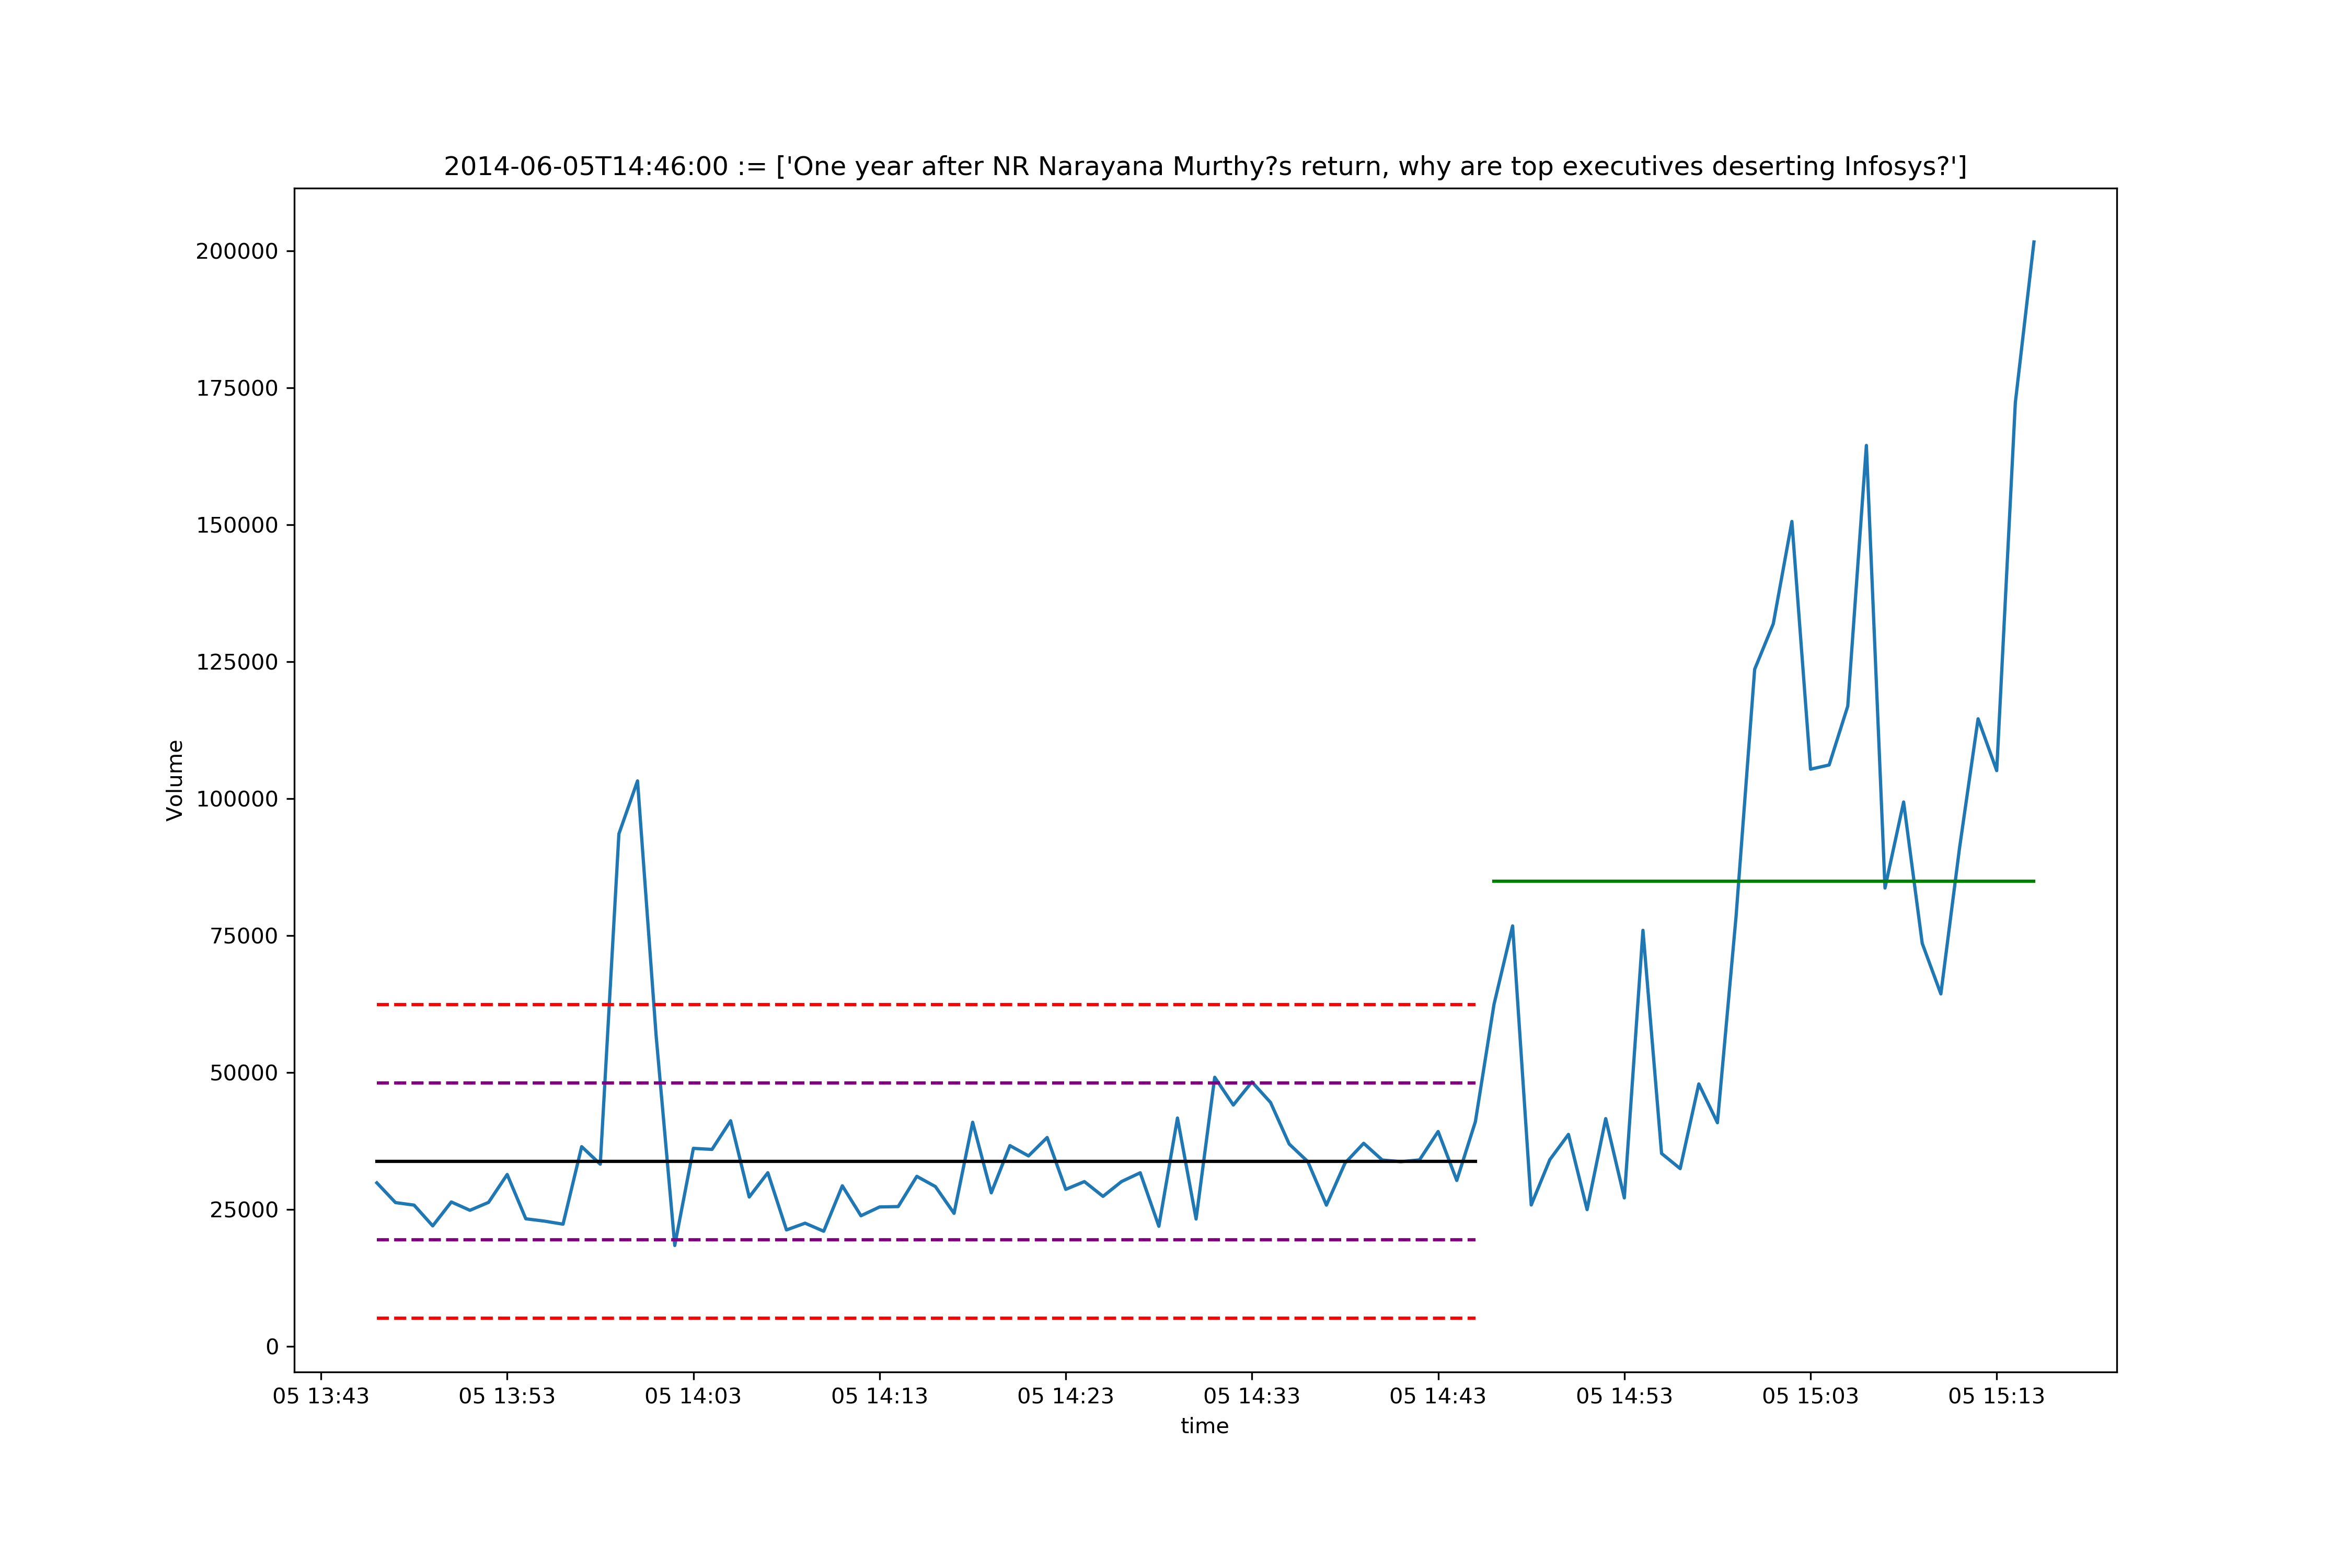 2014-06-05T14:46:00 := ['One year after NR Narayana Murthy?s return, why are top executives deserting Infosys?']
200000
175000
150000
125000
100000
75000
50000
25000
0
Volume
05 13:43 05 13:53 05 14:03 05 14:13 05 14:23 05 14:33 05 14:43 05 14:53 05 15:03 05 15:13
time